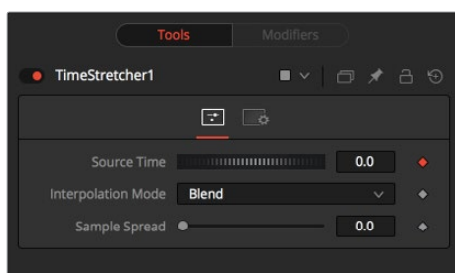 Tools Modifiers
TimeStretcher1
Source Time 0.0
Interpolation Mode Blend
Sample Spread 0.0